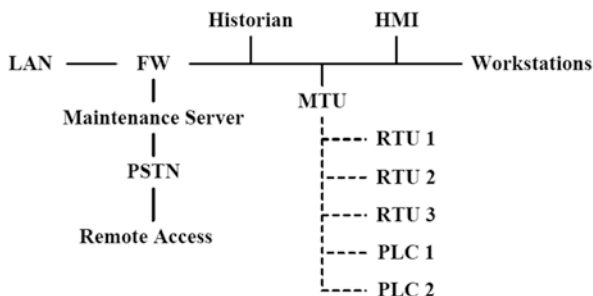 Historian HMI
LAN FW Workstations
MTU
Maintenance Server
RTU 1
PSTN
RTU 2
RTU 3
Remote Access
PLC 1
PLC 2